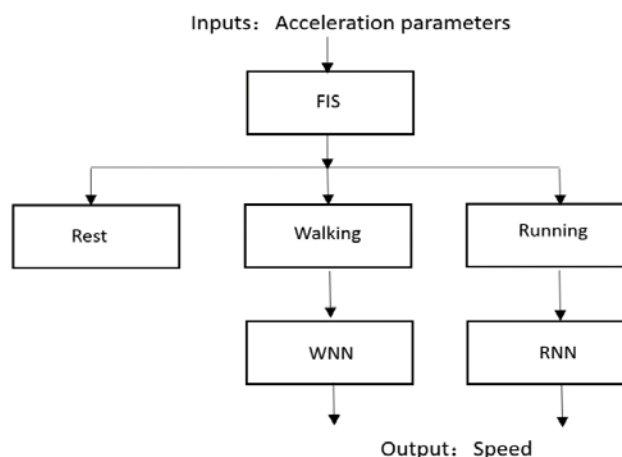 Inputs： Acceleration parameters
FIS
Rest
Walking
Running
WNN
RNN
Output： Speed